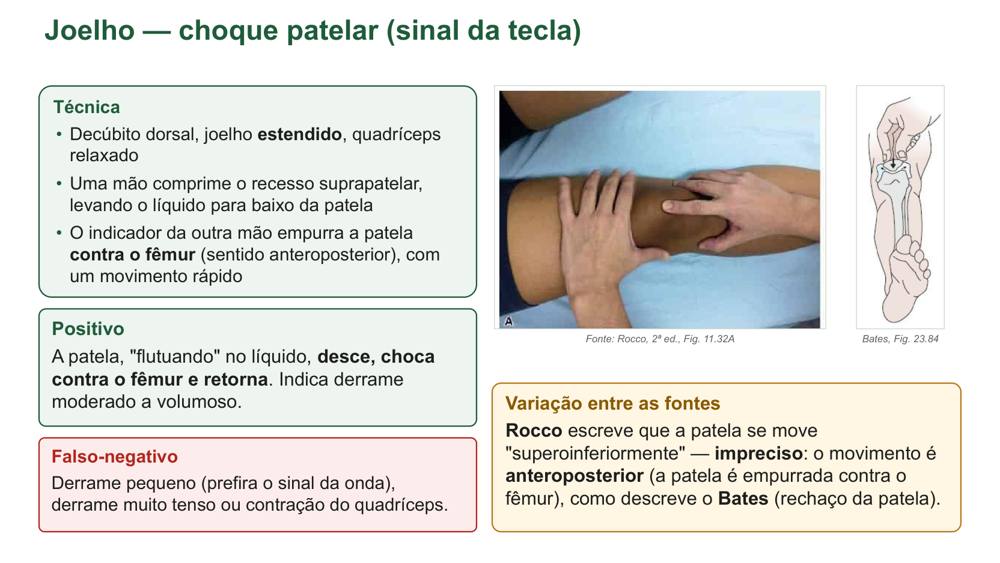 Joelho — choque patelar (sinal da tecla)
Técnica
• Decúbito dorsal, joelho estendido, quadríceps
relaxado
• Uma mão comprime o recesso suprapatelar,
levando o líquido para baixo da patela
• O indicador da outra mão empurra a patela
contra o fêmur (sentido anteroposterior), com
um movimento rápido
Positivo
A patela, "flutuando" no líquido, desce, choca
contra o fêmur e retorna. Indica derrame
moderado a volumoso.
Falso-negativo
Derrame pequeno (prefira o sinal da onda),
derrame muito tenso ou contração do quadríceps.
A
Fonte: Rocco, 2ª ed., Fig. 11.32A
Bates, Fig. 23.84
Variação entre as fontes
Rocco escreve que a patela se move
"superoinferiormente" — impreciso: o movimento é
anteroposterior (a patela é empurrada contra o
fêmur), como descreve o Bates (rechaço da patela).